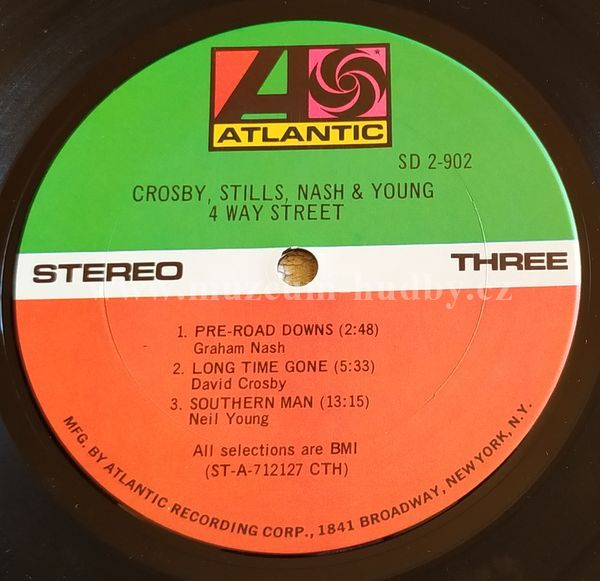 ATLANTIC
SD 2-902
CROSBY, STILLS, NASH & YOUNG
4 WAY STREET
STEREO
THREE
www.muzeum-hudby.cz
1. PRE-ROAD DOWNS (2:48)
Graham Nash
2. LONG TIME GONE (5:33)
David Crosby
3. SOUTHERN MAN (13:15)
Neil Young
All selections are BMI
(ST-A-712127 CTH)
MFG. BY ATLANTIC RECORDING CORP., 1841 BROADWAY, NEW YORK, N.Y.